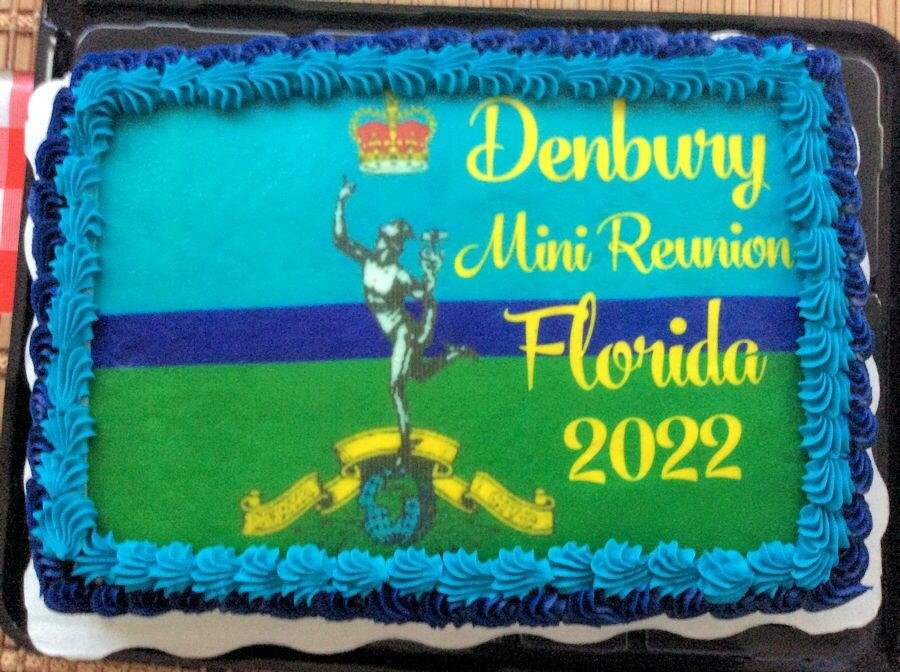 Denbury
Mini Reunion
Florida
2022